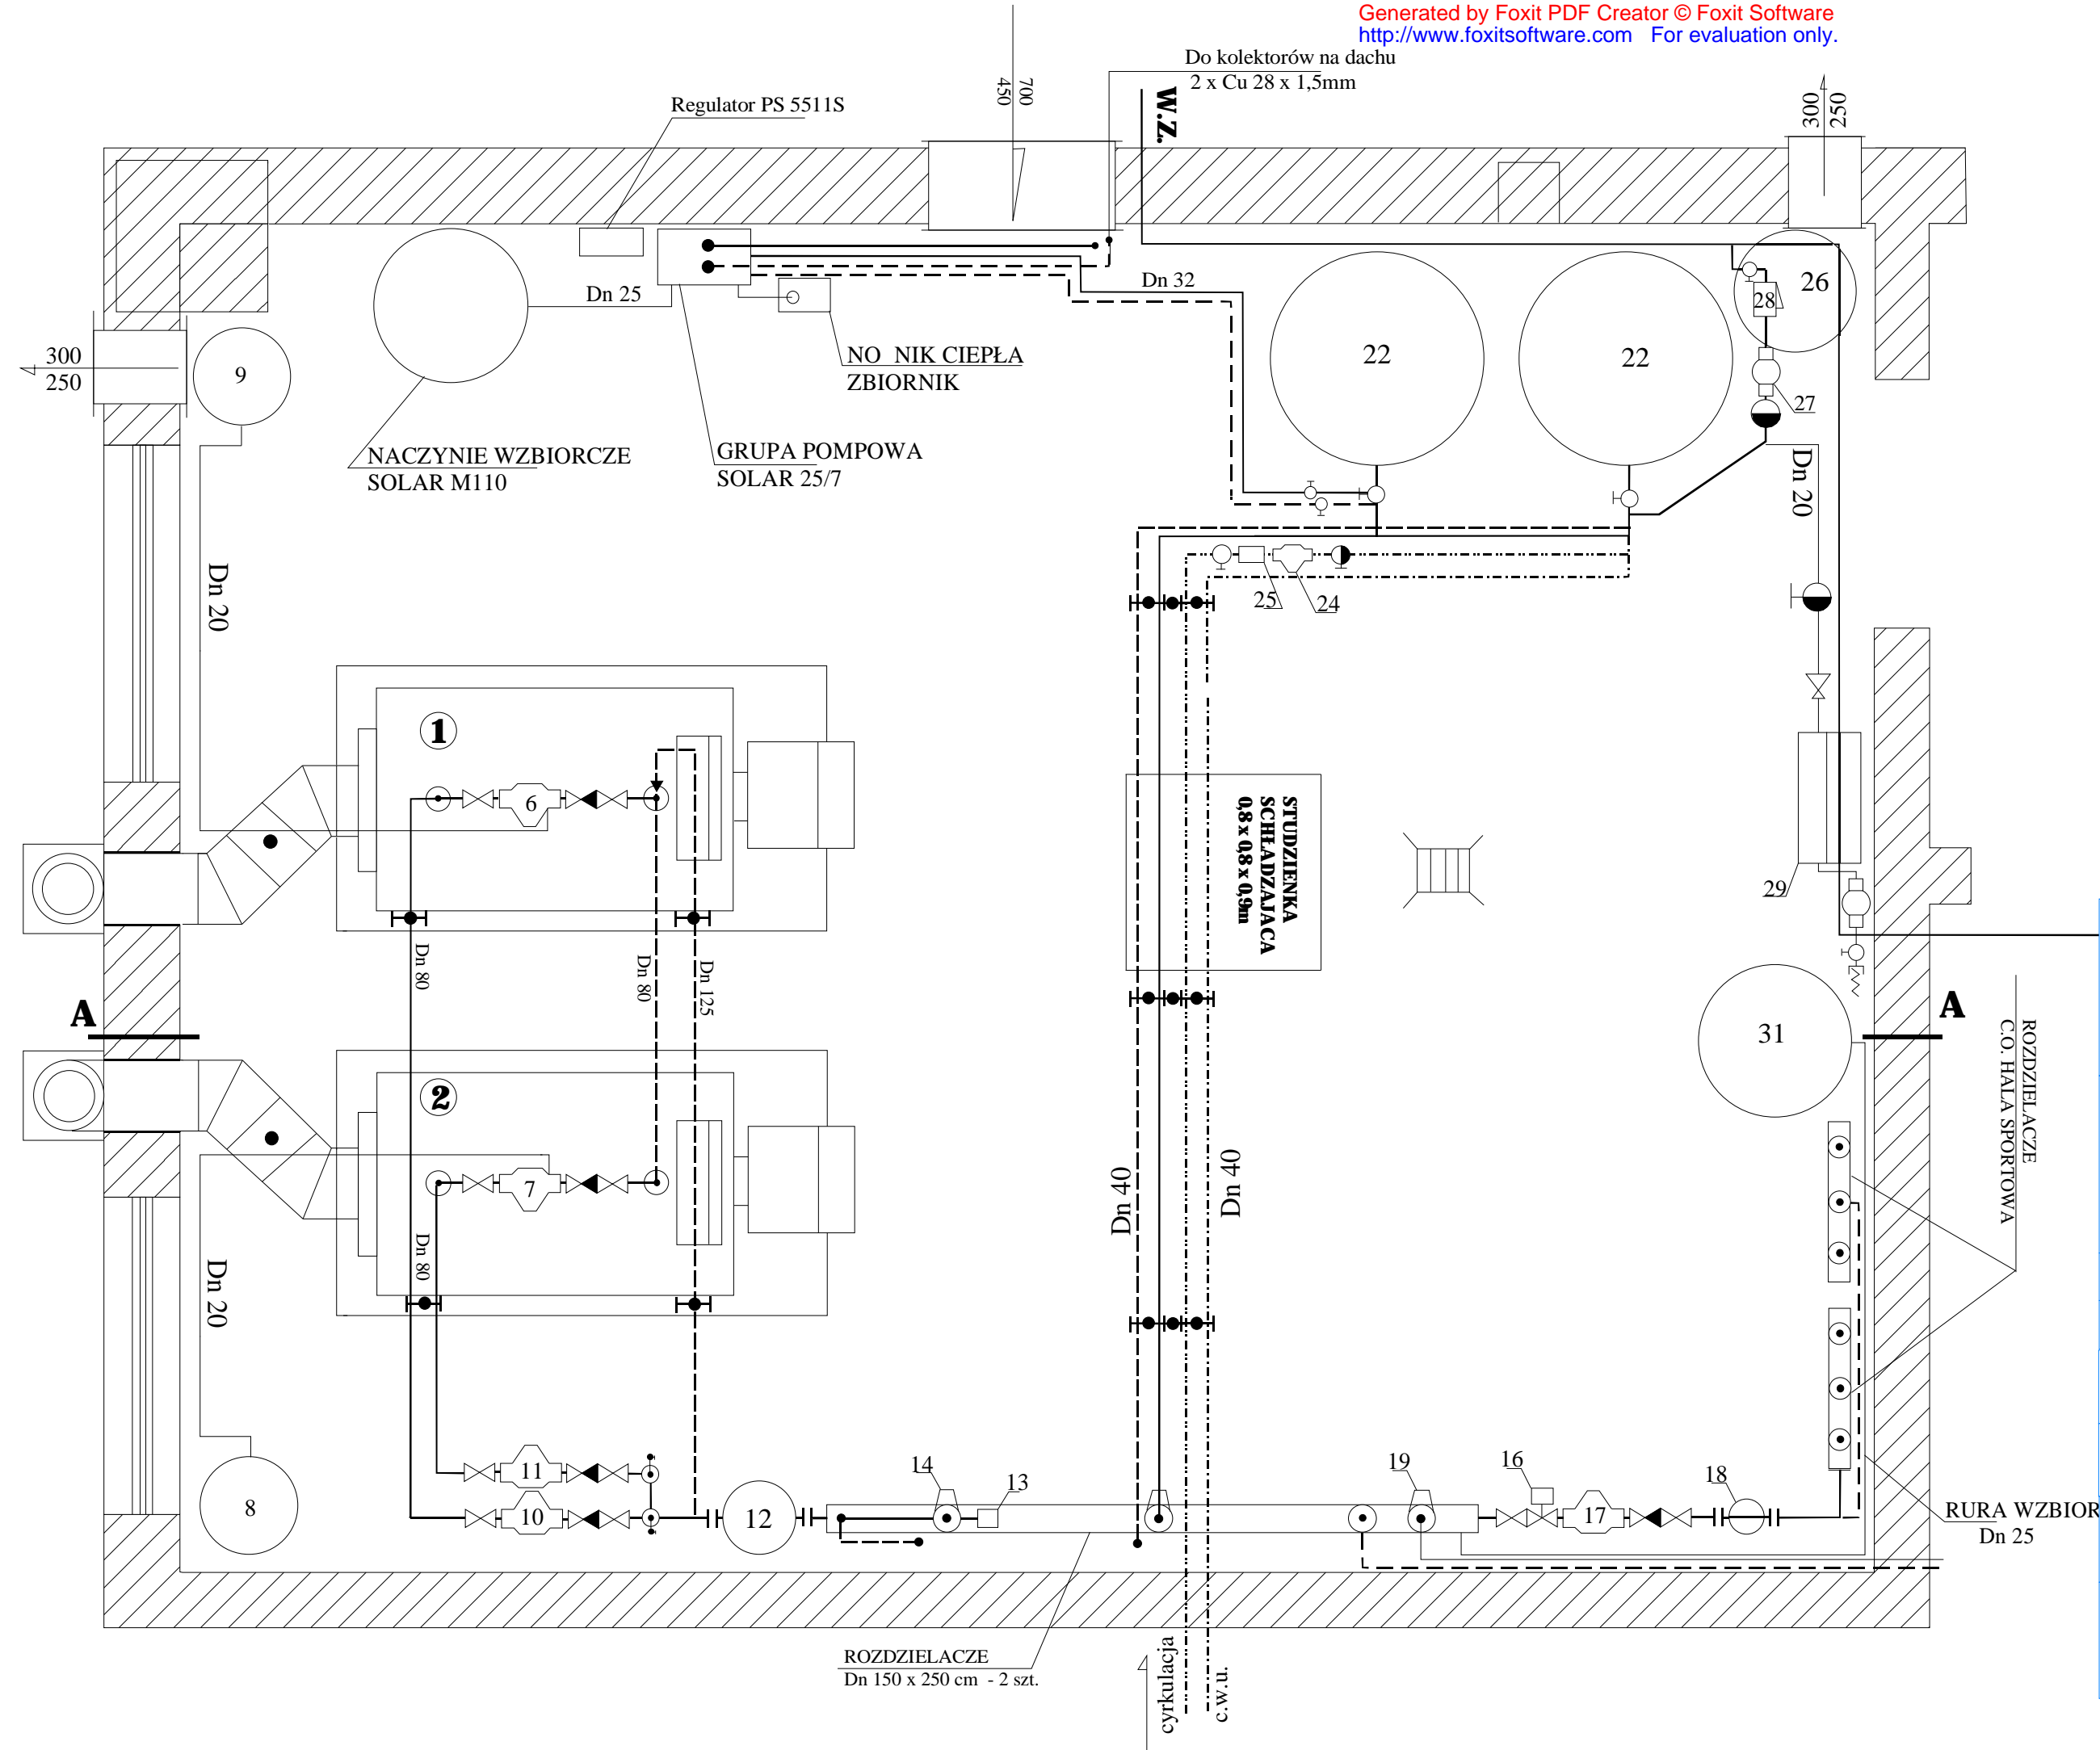 Generated by Foxit PDF Creator © Foxit Software
http://www.foxitsoftware.com   For evaluation only.
Do kolektorów na dachu
2 x Cu 28 x 1,5mm
700
450
W.Z.
300
250
Regulator PS 5511S
Dn 25
Dn 32
26
28
22
22
27
300
250
9
NO NIK CIEPŁA
ZBIORNIK
NACZYNIE WZBIORCZE
SOLAR M110
GRUPA POMPOWA
SOLAR 25/7
Dn 20
Dn 20
25
24
1
6
STUDZIENKA
SCHŁADZAJACA
0,8 x 0,8 x 0,9m
29
Dn 80
Dn 80
Dn 125
A
A
31
ROZDZIELACZE
C.O. HALA SPORTOWA
2
7
Dn 40
Dn 40
Dn 80
Dn 20
8
11
10
12
14
13
19
16
17
18
RURA WZBIOR
Dn 25
ROZDZIELACZE
Dn 150 x 250 cm - 2 szt.
cyrkulacja
c.w.u.